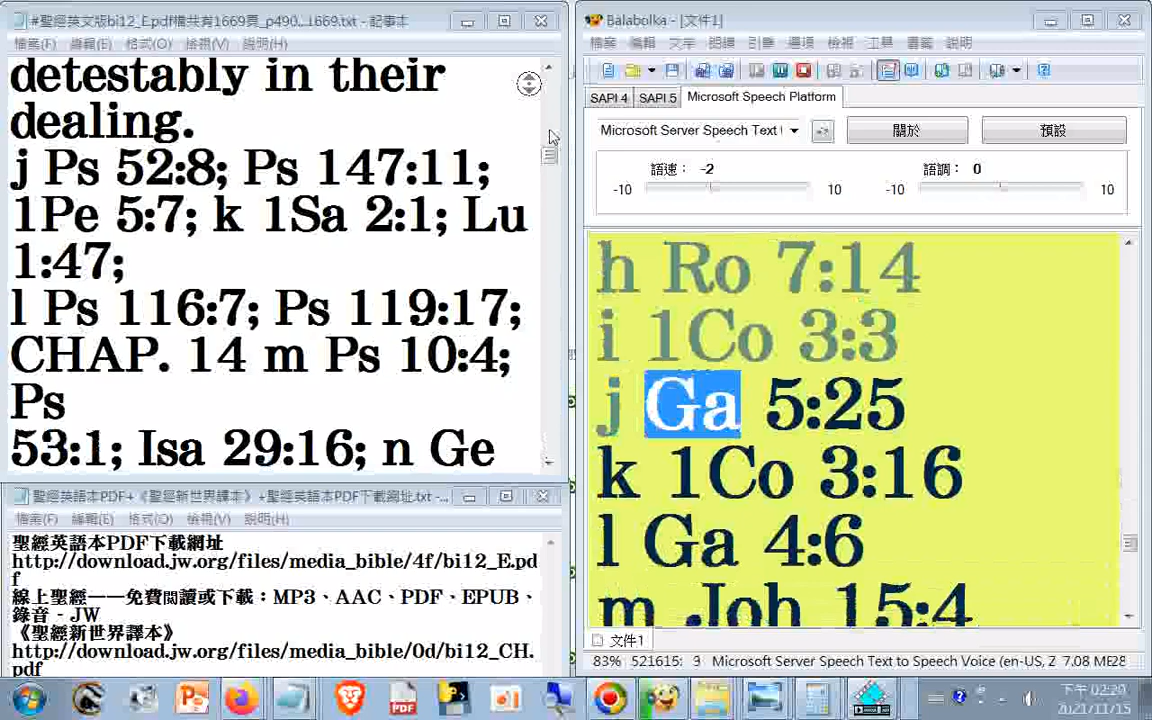 #聖經英文版bi12_E.pdf檔共有1669頁_p490...1669.txt - 記事本
檔案(F) 編輯(E) 格式(O) 檢視(V) 說明(H)
detestably in their
dealing.
j Ps 52:8; Ps 147:11;
1Pe 5:7; k 1Sa 2:1; Lu
1:47;
l Ps 116:7; Ps 119:17;
CHAP. 14 m Ps 10:4;
Ps
53:1; Isa 29:16; n Ge
聖經英語本PDF+《聖經新世界譯本》+聖經英語本PDF下載網址.txt - ...
檔案(F) 編輯(E) 格式(O) 檢視(V) 說明(H)
聖經英語本PDF下載網址
http://download.jw.org/files/media_bible/4f/bi12_E.pd
f
線上聖經——免費閱讀或下載：MP3、AAC、PDF、EPUB、
錄音 - JW
《聖經新世界譯本》
http://download.jw.org/files/media_bible/0d/bi12_CH.
pdf
Balabolka - [文件1]
檔案 編輯 文字 朗讀 引擎 選項 檢視 工具 書籤 說明
SAPI 4 SAPI 5 Microsoft Speech Platform
Microsoft Server Speech Text 關於 預設
語速： -2 語調： 0
-10 10 -10 10
h Ro 7:14
i 1Co 3:3
j Ga 5:25
k 1Co 3:16
l Ga 4:6
m Joh 15:4
文件1
83% 521615: 3 Microsoft Server Speech Text to Speech Voice (en-US, Z 7.08 ME28
PDF
下午 02:20
2021/11/15